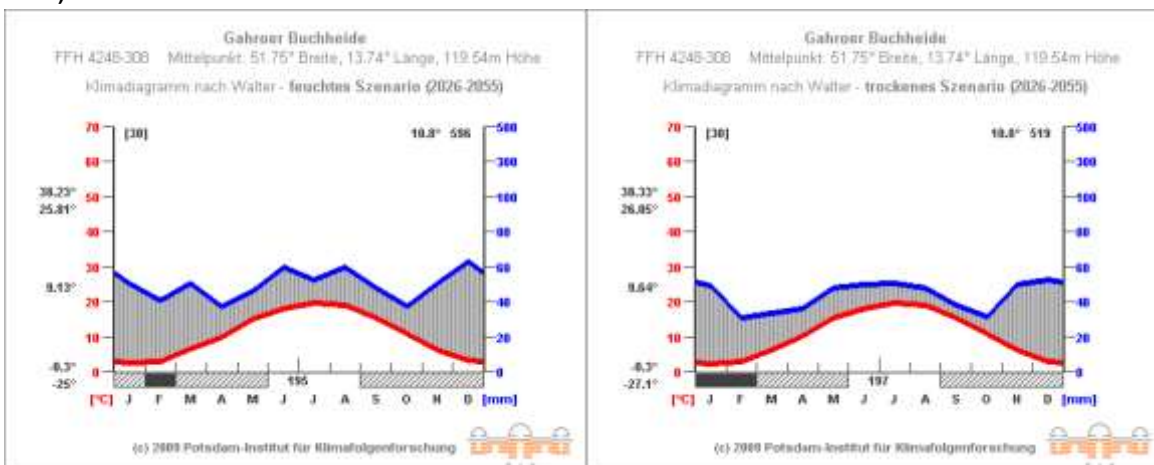 Gahroer Buchheide
FFH 4248-308 Mittelpunkt: 51.75° Breite, 13.74° Länge, 119.54m Höhe
Klimadiagramm nach Walter - feuchtes Szenario (2026-2055)
70 [30] 10.8° 596 500
60 300
38.23° 50 100
25.81° 40 80
30 60
9.13° 20 40
10 20
-0.3° 0 0
-25° 195
[°C] J F M A M J J A S O N D [mm]
(c) 2009 Potsdam-Institut für Klimafolgenforschung
Gahroer Buchheide
FFH 4248-308 Mittelpunkt: 51.75° Breite, 13.74° Länge, 119.54m Höhe
Klimadiagramm nach Walter - trockenes Szenario (2026-2055)
70 [30] 10.8° 519 500
60 300
38.33° 50 100
26.05° 40 80
30 60
9.64° 20 40
10 20
-0.3° 0 0
-27.1° 197
[°C] J F M A M J J A S O N D [mm]
(c) 2009 Potsdam-Institut für Klimafolgenforschung